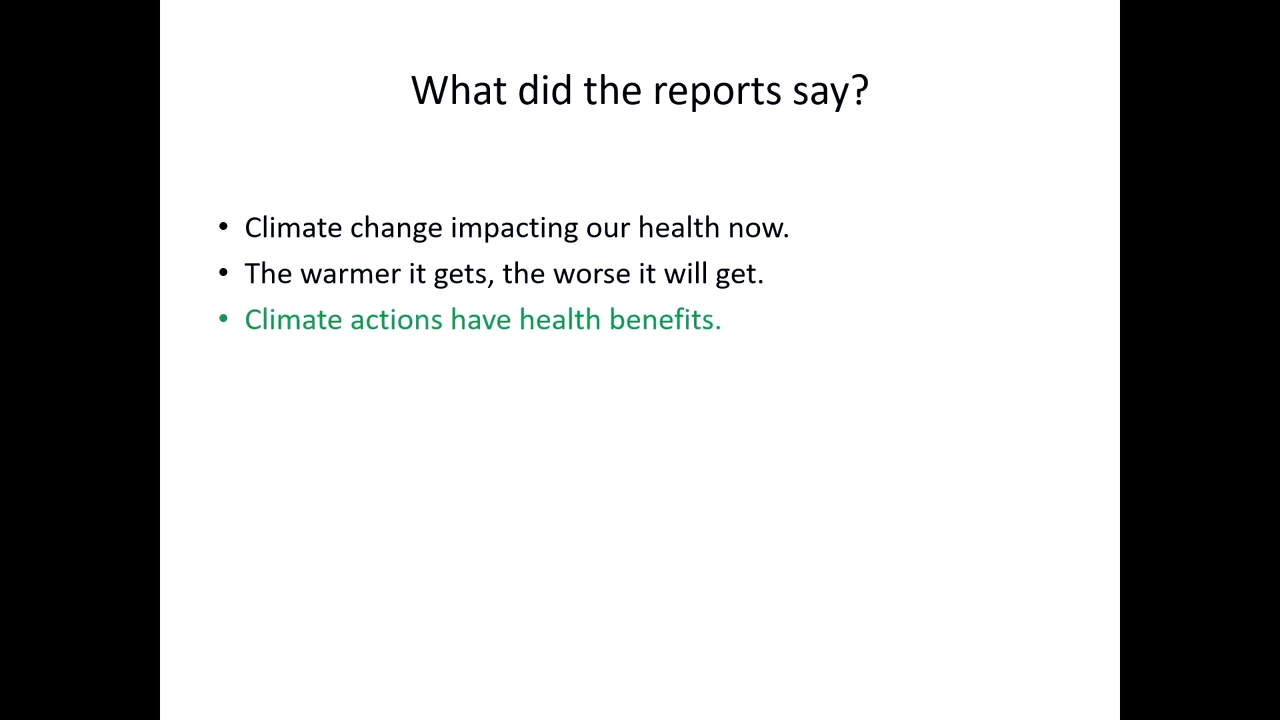 What did the reports say?
• Climate change impacting our health now.
• The warmer it gets, the worse it will get.
• Climate actions have health benefits.